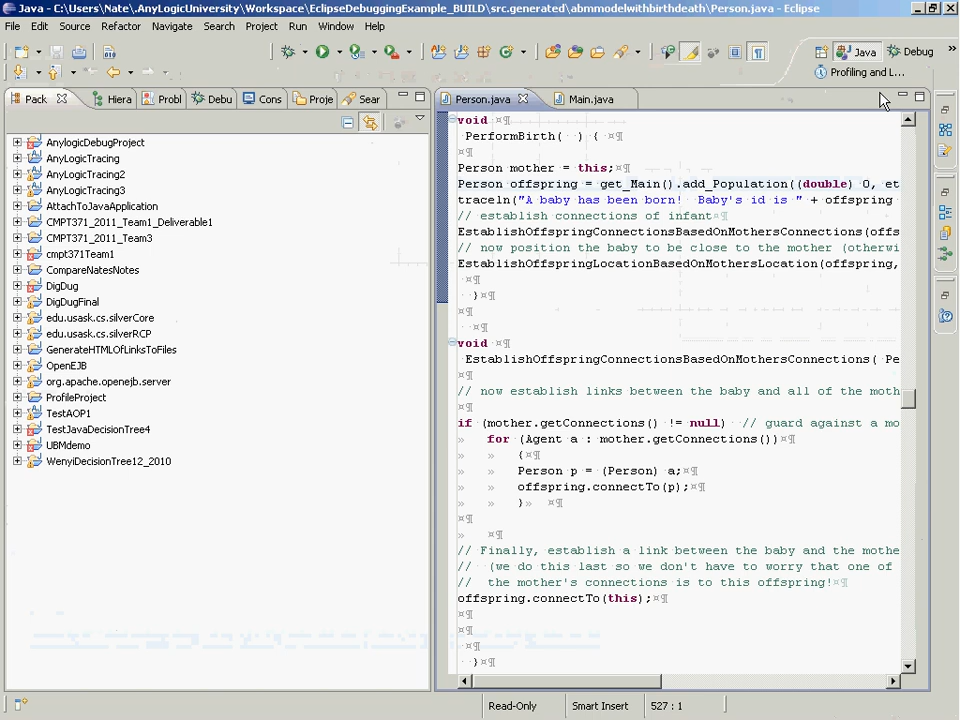 Java - C:\Users\Nate\.AnyLogicUniversity\Workspace\EclipseDebuggingExample_BUILD\src.generated\abmmodelwithbirthdeath\Person.java - Eclipse
File Edit Source Refactor Navigate Search Project Run Window Help
Java Debug »
Profiling and L...
Pack Hiera Probl Debu Cons Proje Sear
Person.java Main.java
AnylogicDebugProject
AnyLogicTracing
AnyLogicTracing2
AnyLogicTracing3
AttachToJavaApplication
CMPT371_2011_Team1_Deliverable1
CMPT371_2011_Team3
cmpt371Team1
CompareNatesNotes
DigDug
DigDugFinal
edu.usask.cs.silverCore
edu.usask.cs.silverRCP
GenerateHTMLOfLinksToFiles
OpenEJB
org.apache.openejb.server
ProfileProject
TestAOP1
TestJavaDecisionTree4
UBMdemo
WenyiDecisionTree12_2010
void ¤¶
PerformBirth( ) { ¤¶
¤¶
Person mother = this;¤¶
Person offspring = get_Main().add_Population((double) 0, et
traceln("A baby has been born! Baby's id is " + offspring
// establish connections of infant¤¶
EstablishOffspringConnectionsBasedOnMothersConnections(offs
// now position the baby to be close to the mother (otherwi
EstablishOffspringLocationBasedOnMothersLocation(offspring,
¤¶
}¤¶
¤¶
¤¶
void ¤¶
EstablishOffspringConnectionsBasedOnMothersConnections( Pe
¤¶
// now establish links between the baby and all of the moth
¤¶
if (mother.getConnections() != null) // guard against a mo
» for (Agent a : mother.getConnections())¤¶
» » {¤¶
» » Person p = (Person) a;¤¶
» » offspring.connectTo(p);¤¶
» » }» ¤¶
¤¶
» ¤¶
// Finally, establish a link between the baby and the mothe
// (we do this last so we don't have to worry that one of
// the mother's connections is to this offspring!¤¶
offspring.connectTo(this);¤¶
¤¶
¤¶
¤¶
}¤¶
Read-Only Smart Insert 527 : 1